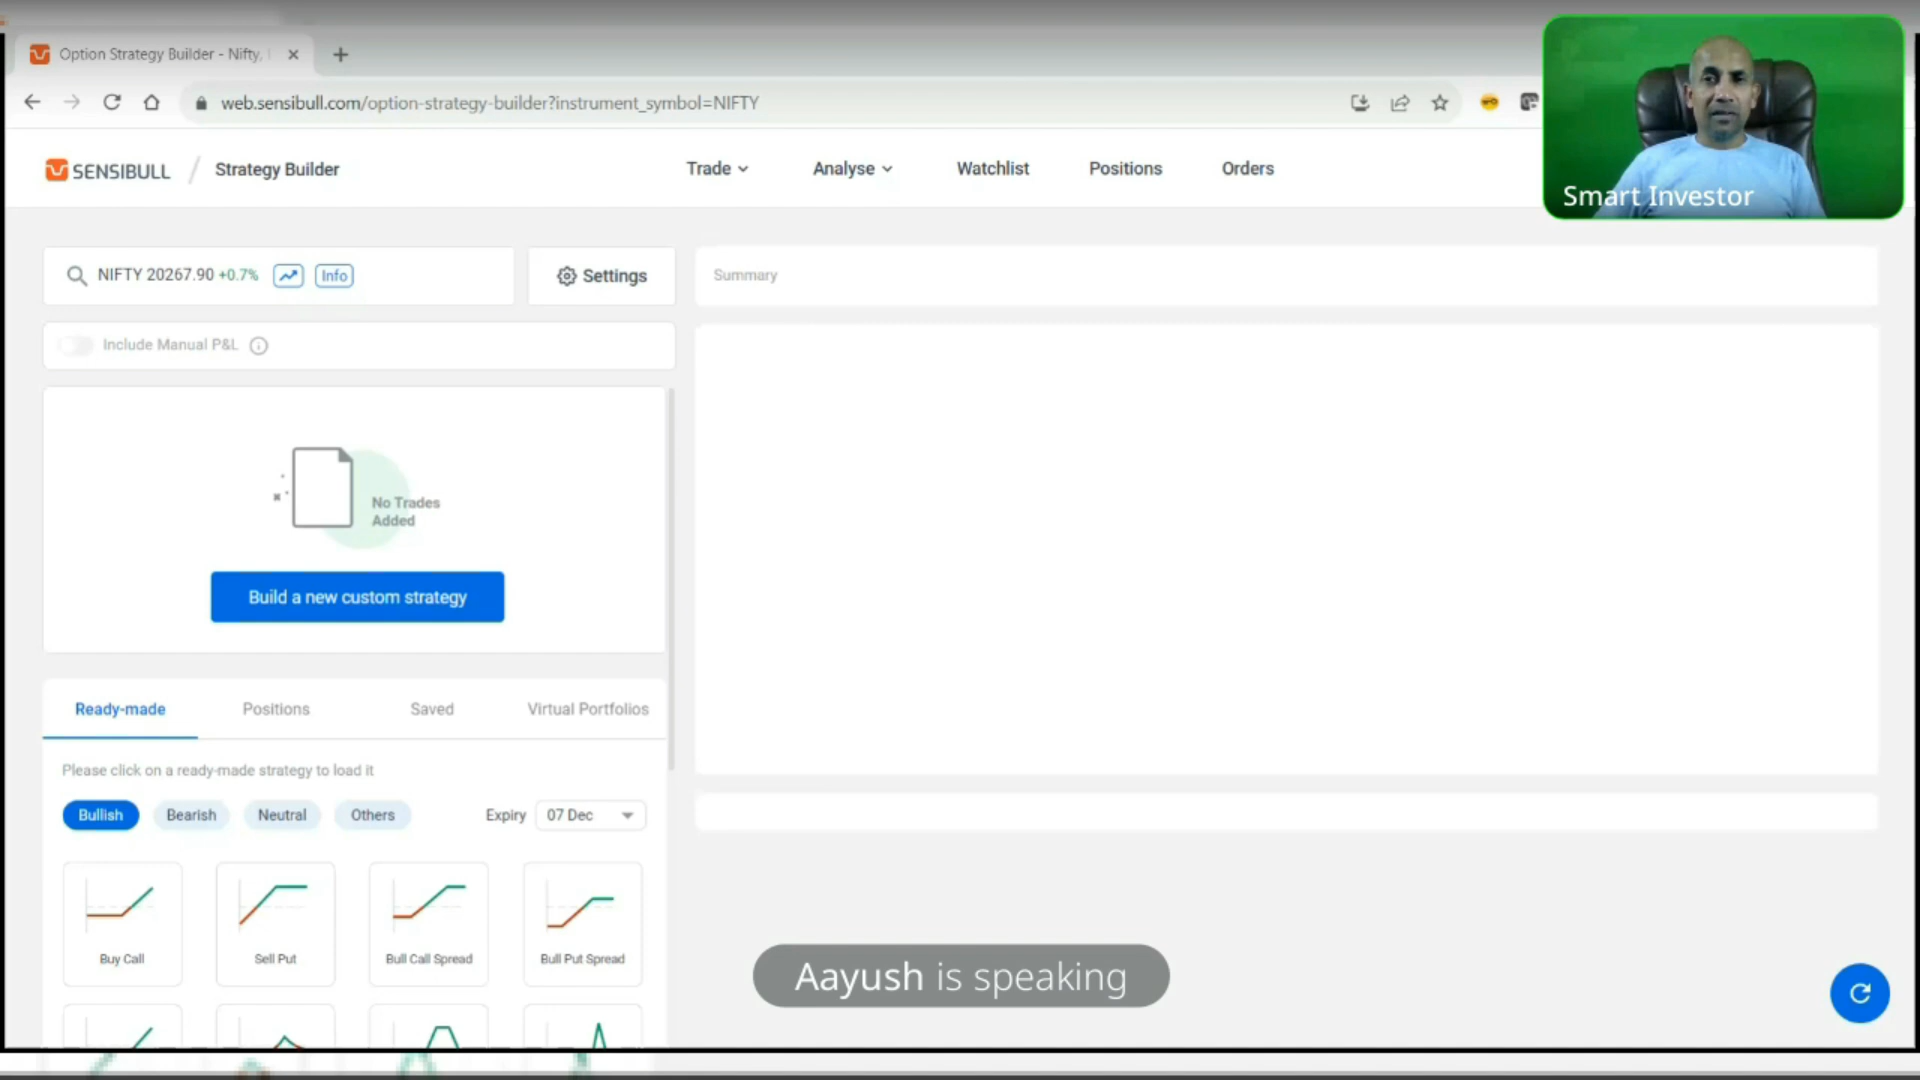 Option Strategy Builder - Nifty,
web.sensibull.com/option-strategy-builder?instrument_symbol=NIFTY
SENSIBULL / Strategy Builder
Trade Analyse Watchlist Positions Orders
Smart Investor
NIFTY 20267.90 +0.7% Info
Settings
Summary
Include Manual P&L
No Trades
Added
Build a new custom strategy
Ready-made Positions Saved Virtual Portfolios
Please click on a ready-made strategy to load it
Bullish Bearish Neutral Others Expiry 07 Dec
Buy Call Sell Put Bull Call Spread Bull Put Spread
Aayush is speaking